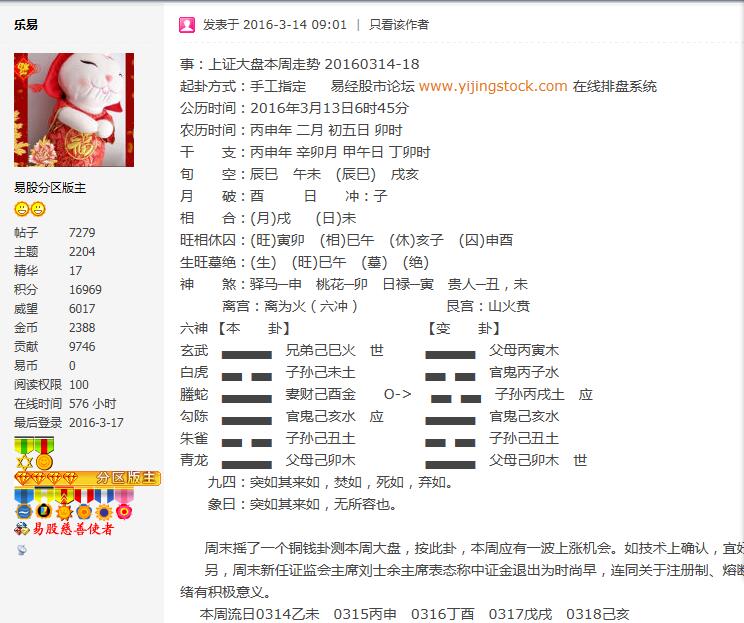 乐易
易股分区版主
帖子 7279
主题 2204
精华 17
积分 16969
威望 6017
金币 2388
贡献 9746
易币 0
阅读权限 100
在线时间 576 小时
最后登录 2016-3-17
分区版主
易股慈善使者
发表于 2016-3-14 09:01 | 只看该作者
事：上证大盘本周走势 20160314-18
起卦方式：手工指定 易经股市论坛 www.yijingstock.com 在线排盘系统
公历时间：2016年3月13日6时45分
农历时间：丙申年 二月 初五日 卯时
干 支：丙申年 辛卯月 甲午日 丁卯时
旬 空：辰巳 午未 (辰巳) 戌亥
月 破：酉 日 冲：子
相 合：(月)戌 (日)未
旺相休囚：(旺)寅卯 (相)巳午 (休)亥子 (囚)申酉
生旺墓绝：(生) (旺)巳午 (墓) (绝)
神 煞：驿马─申 桃花─卯 日禄─寅 贵人─丑，未
离宫：离为火（六冲） 艮宫：山火贲
六神 【本 卦】 【变 卦】
玄武 兄弟己巳火 世 父母丙寅木
白虎 子孙己未土 官鬼丙子水
螣蛇 妻财己酉金 O-> 子孙丙戌土 应
勾陈 官鬼己亥水 应 官鬼己亥水
朱雀 子孙己丑土 子孙己丑土
青龙 父母己卯木 父母己卯木 世
九四：突如其来如，焚如，死如，弃如。
象曰：突如其来如，无所容也。
周末摇了一个铜钱卦测本周大盘，按此卦，本周应有一波上涨机会。如技术上确认，宜好
另，周末新任证监会主席刘士余主席表态称中证金退出为时尚早，连同关于注册制、熔断
绪有积极意义。
本周流日0314乙未 0315丙申 0316丁酉 0317戊戌 0318己亥